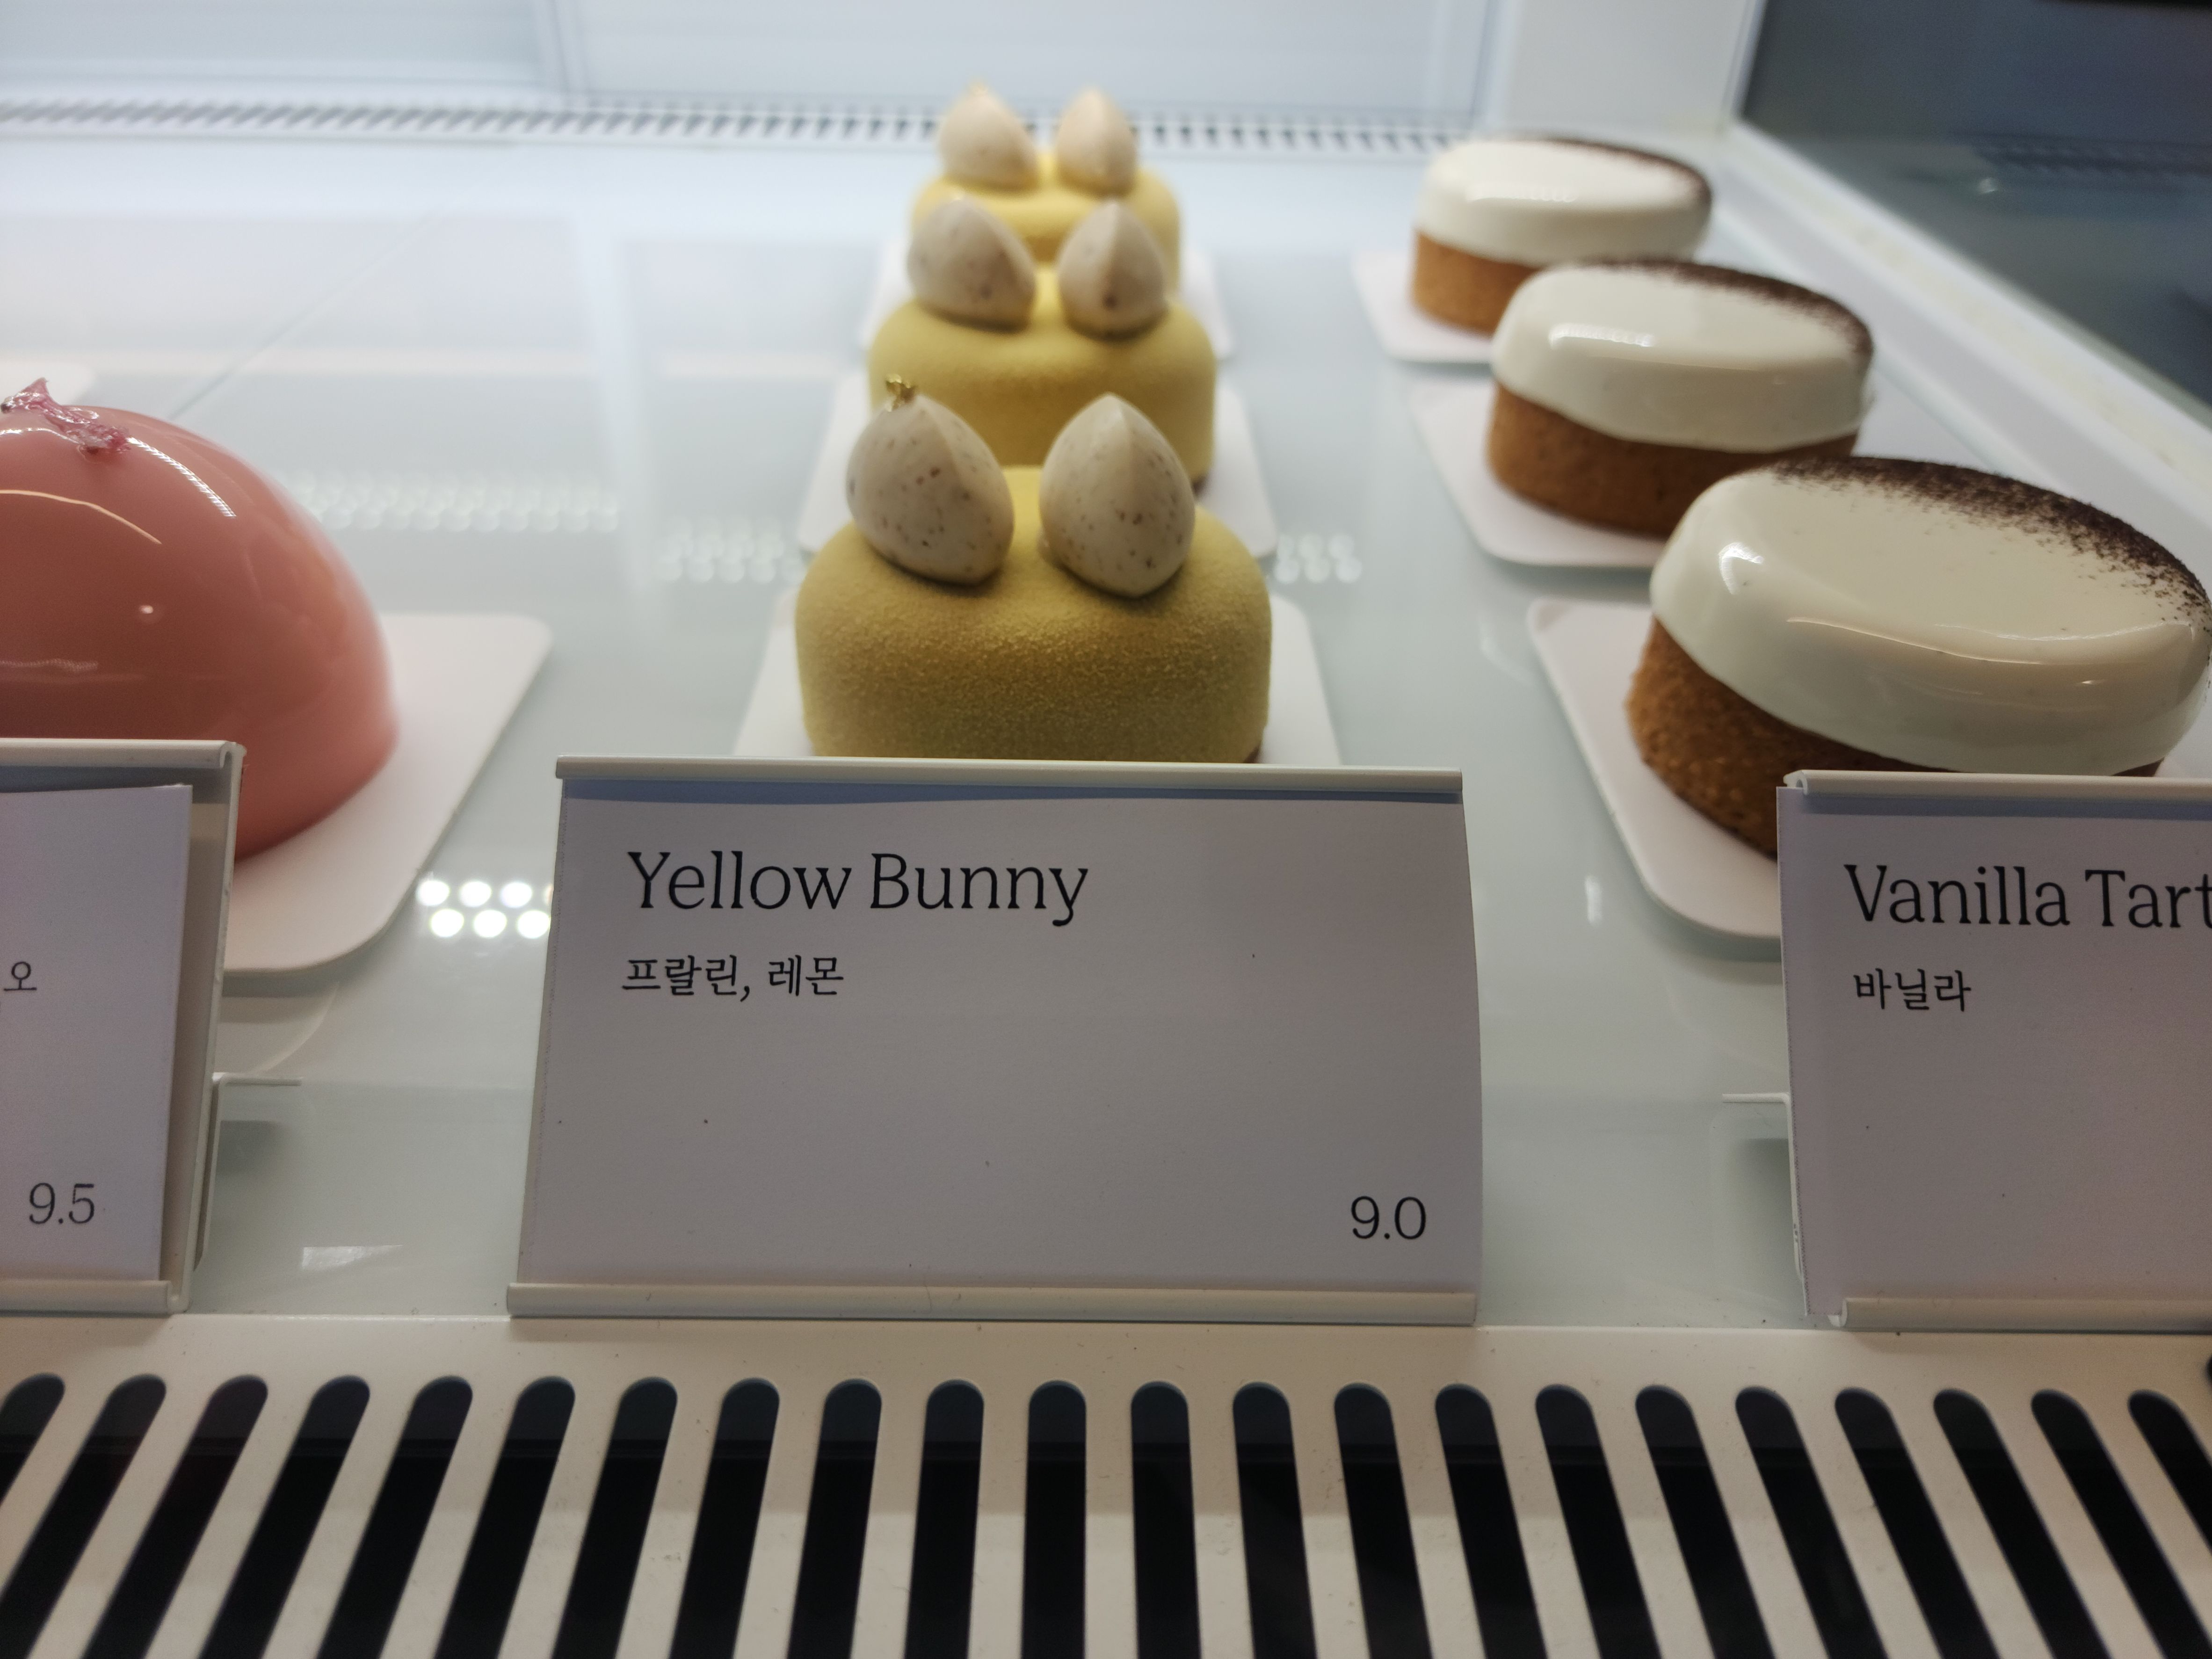 오
9.5
Yellow Bunny
프랄린, 레몬
9.0
Vanilla Tart
바닐라